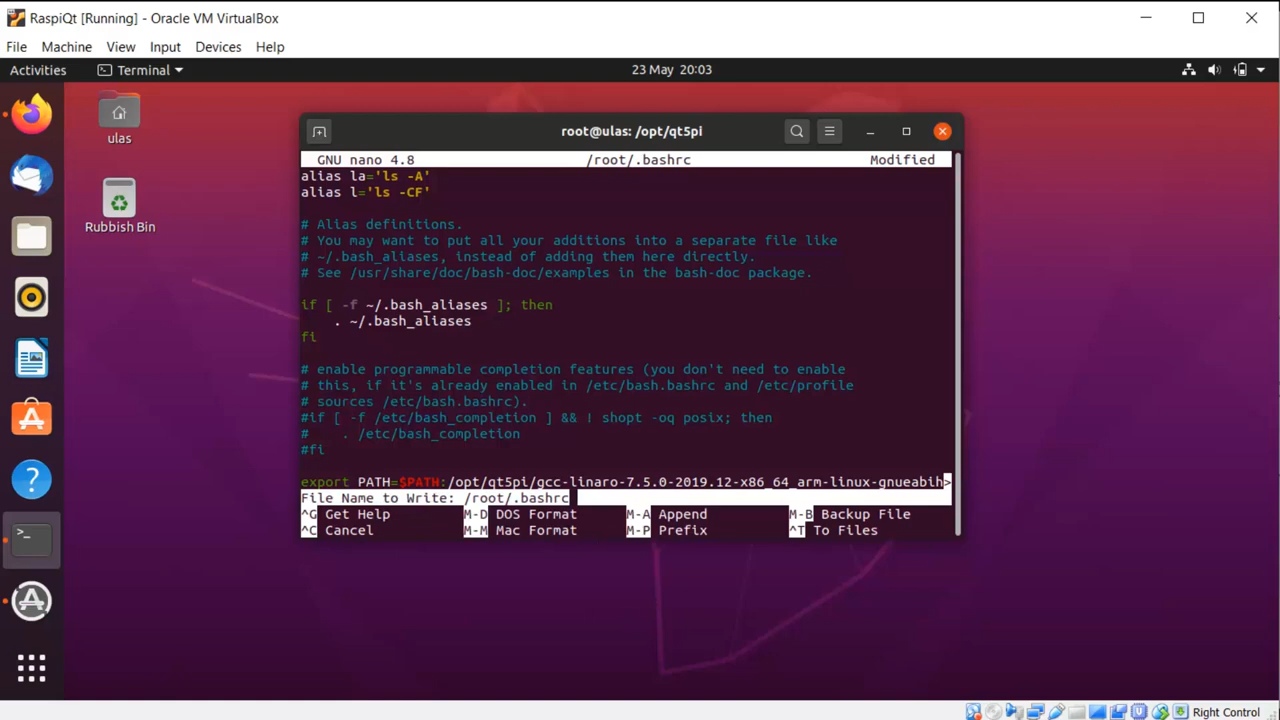 RaspiQt [Running] - Oracle VM VirtualBox
File Machine View Input Devices Help
Activities Terminal 23 May 20:03
ulas
Rubbish Bin
root@ulas: /opt/qt5pi
GNU nano 4.8 /root/.bashrc Modified
alias la='ls -A'
alias l='ls -CF'
# Alias definitions.
# You may want to put all your additions into a separate file like
# ~/.bash_aliases, instead of adding them here directly.
# See /usr/share/doc/bash-doc/examples in the bash-doc package.
if [ -f ~/.bash_aliases ]; then
. ~/.bash_aliases
fi
# enable programmable completion features (you don't need to enable
# this, if it's already enabled in /etc/bash.bashrc and /etc/profile
# sources /etc/bash.bashrc).
#if [ -f /etc/bash_completion ] && ! shopt -oq posix; then
# . /etc/bash_completion
#fi
export PATH=$PATH:/opt/qt5pi/gcc-linaro-7.5.0-2019.12-x86_64_arm-linux-gnueabih>
File Name to Write: /root/.bashrc
^G Get Help M-D DOS Format M-A Append M-B Backup File
^C Cancel M-M Mac Format M-P Prefix ^T To Files
Right Control